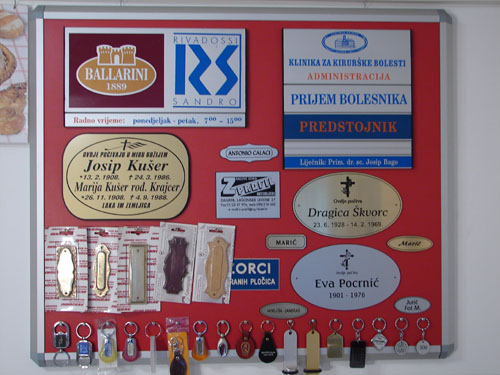 BALLARINI
1889
RIVADOSSI
RS
SANDRO
Radno vrijeme: ponedjeljak - petak, 7⁰⁰ - 15⁰⁰
KLINIKA ZA KIRURŠKE BOLESTI
ADMINISTRACIJA
PRIJEM BOLESNIKA
PREDSTOJNIK
Liječnik: Prim. dr. sc. Josip Bago
OVDJE POČIVAJU U MIRU BOŽJEM
Josip Kušer
*13. 2. 1908. † 24. 3. 1986.
Marija Kušer rod. Krajcer
*26. 11. 1908. † 4. 9. 1988.
LAKA IM ZEMLJICA
ANTONIO CALACI
Ovdje počiva
Dragica Škvorc
23. 6. 1928 - 14. 2. 1969
MARIĆ
Marić
Ovdje počiva
Eva Pocrnić
1901 - 1976
ZORCI
Jurić